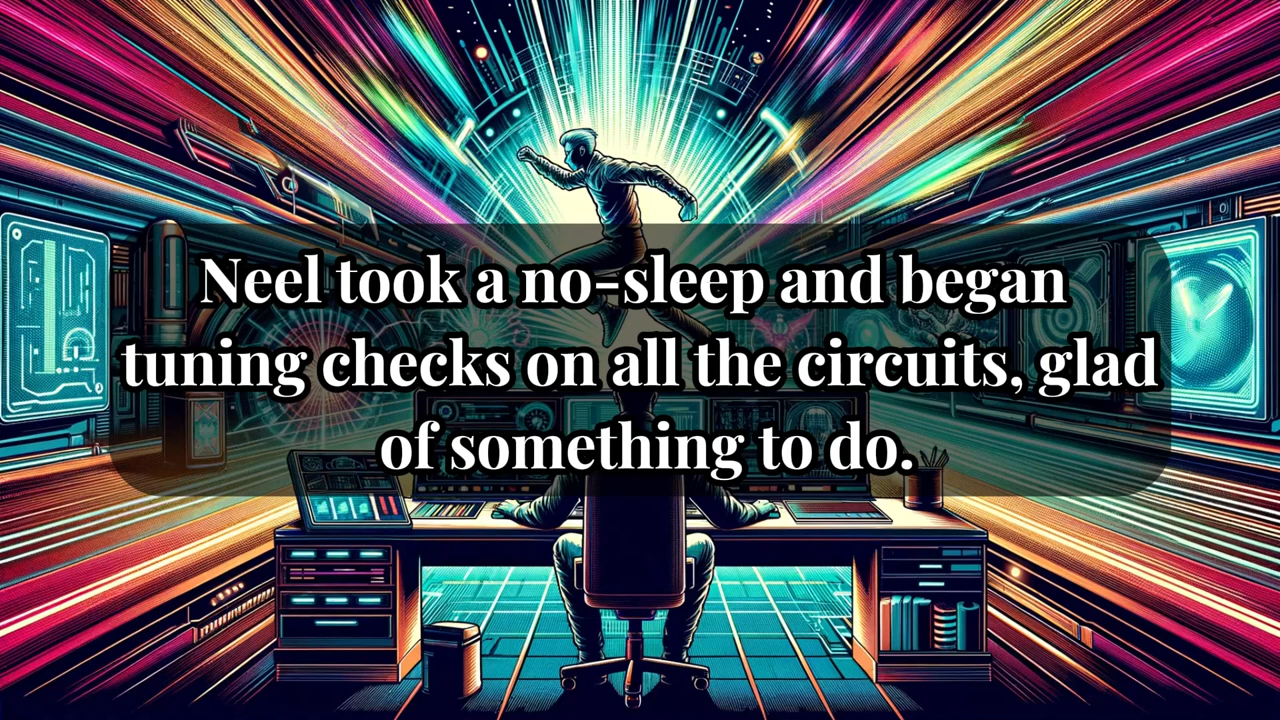 Neel took a no-sleep and began
tuning checks on all the circuits, glad
of something to do.